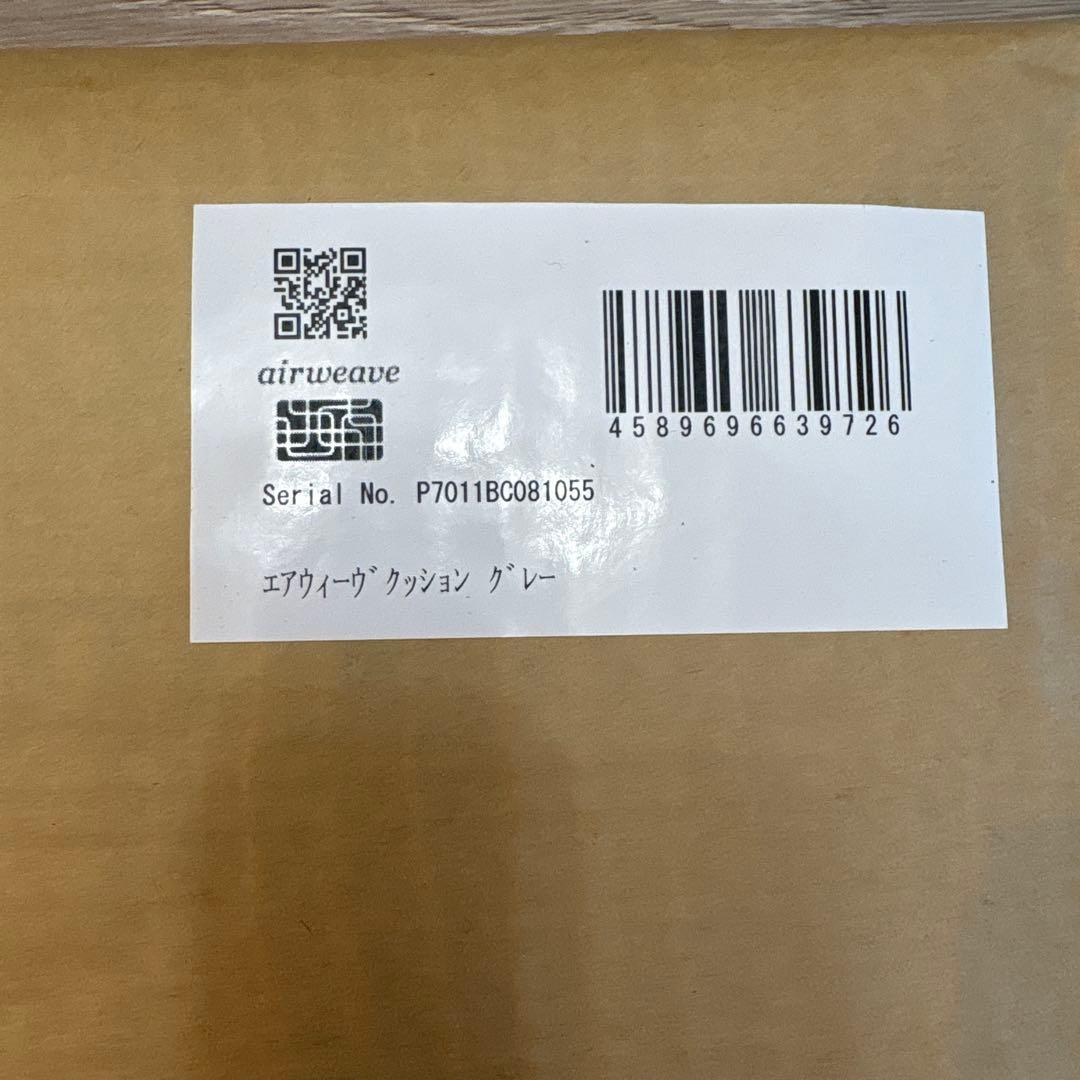 airweave
4589696639726
Serial No. P7011BC081055
ｴｱｳｨｰｳﾞｸｯｼｮﾝ ｸﾞﾚｰ